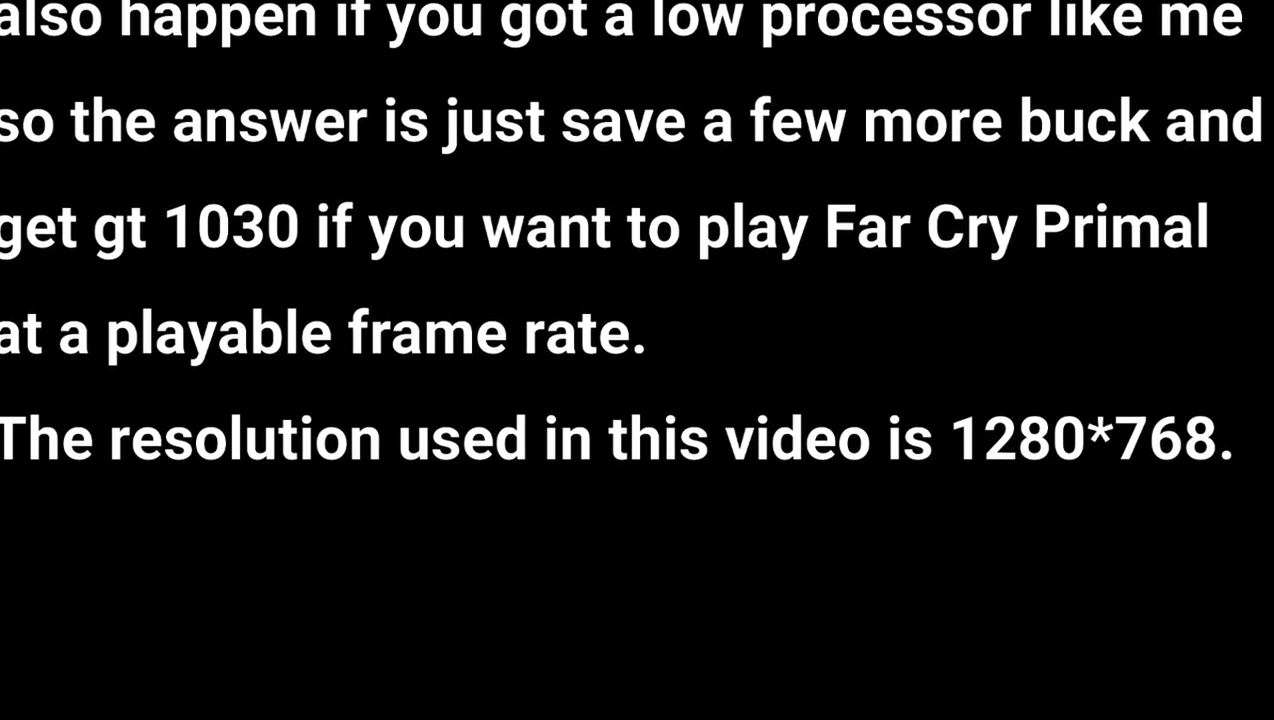 also happen if you got a low processor like me
so the answer is just save a few more buck and
get gt 1030 if you want to play Far Cry Primal
at a playable frame rate.
The resolution used in this video is 1280*768.